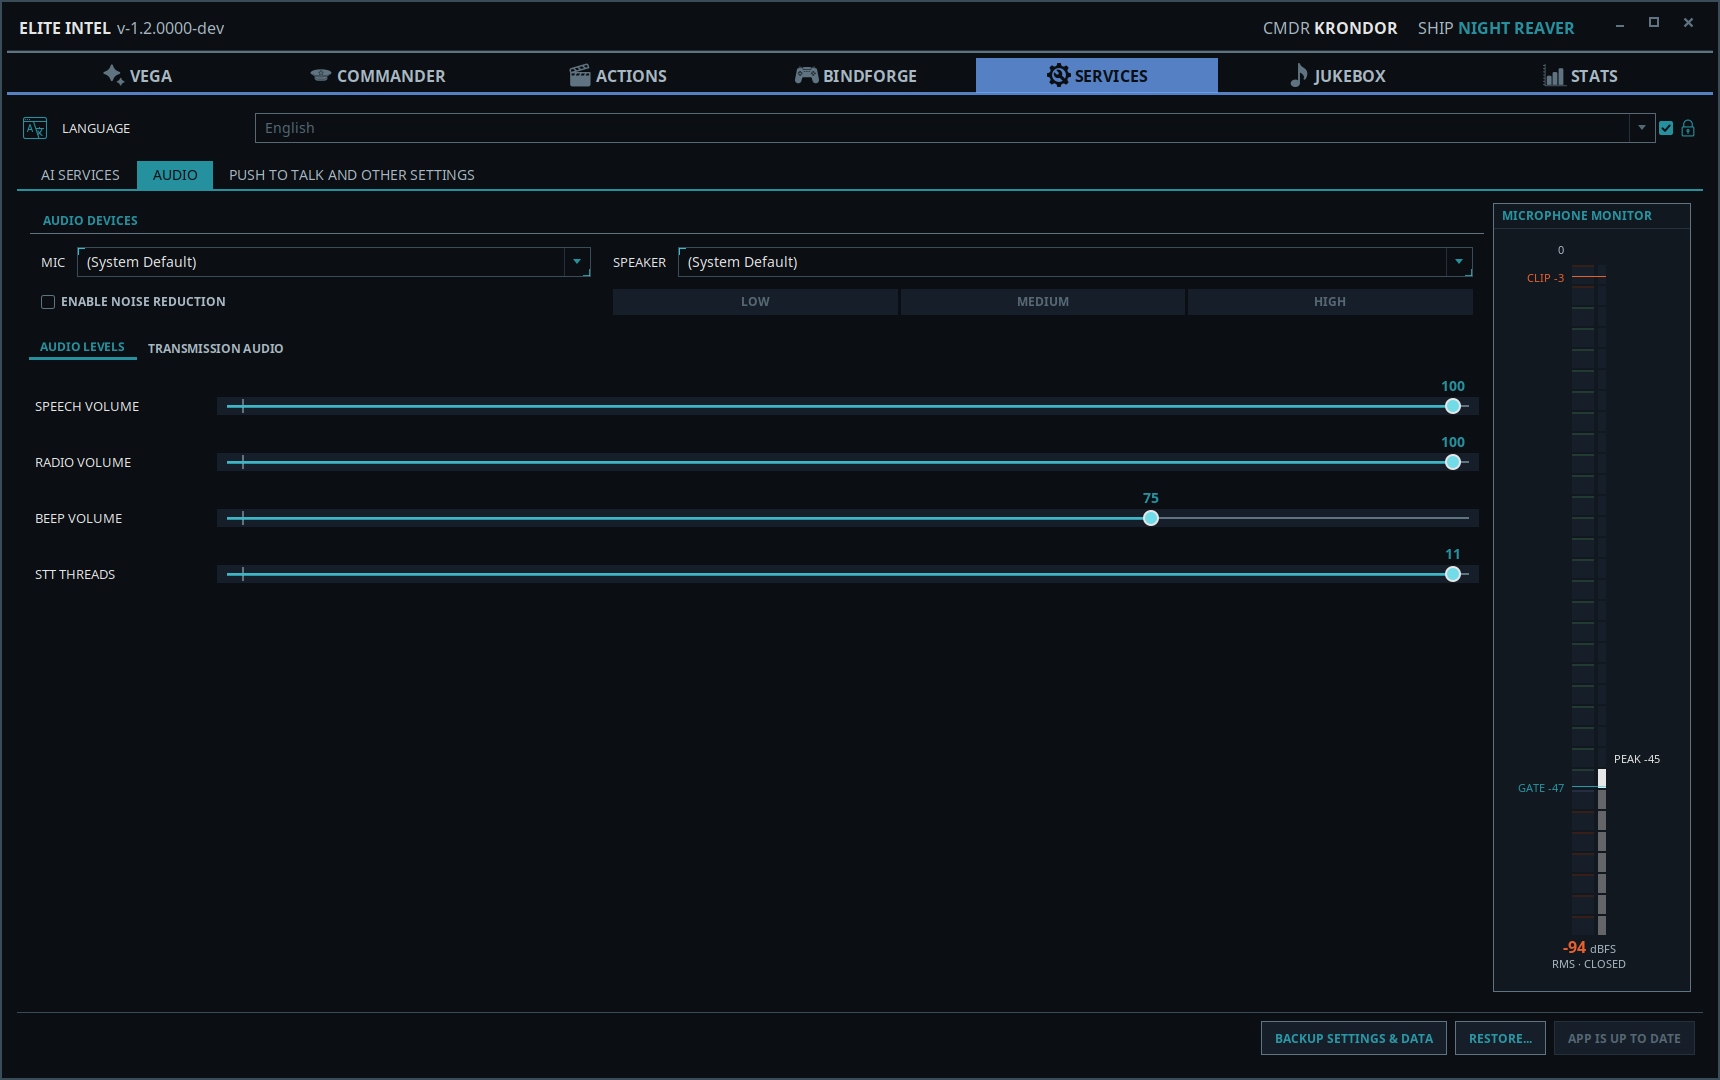 ELITE INTEL v-1.2.0000-dev
CMDR KRONDOR SHIP NIGHT REAVER
VEGA COMMANDER ACTIONS BINDFORGE SERVICES JUKEBOX STATS
LANGUAGE English
AI SERVICES AUDIO PUSH TO TALK AND OTHER SETTINGS
AUDIO DEVICES
MIC (System Default) SPEAKER (System Default)
ENABLE NOISE REDUCTION LOW MEDIUM HIGH
AUDIO LEVELS TRANSMISSION AUDIO
100
SPEECH VOLUME
100
RADIO VOLUME
75
BEEP VOLUME
11
STT THREADS
MICROPHONE MONITOR
0
CLIP -3
PEAK -45
GATE -47
-94 dBFS
RMS · CLOSED
BACKUP SETTINGS & DATA RESTORE... APP IS UP TO DATE